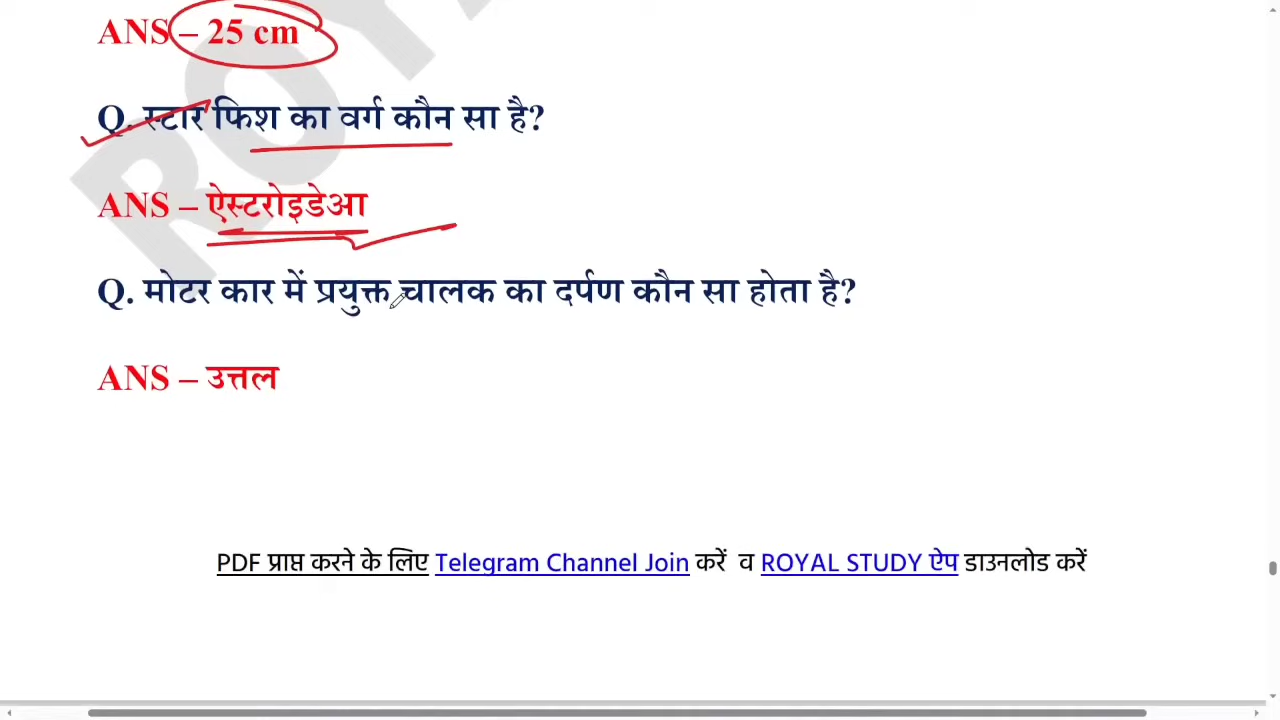 ANS – 25 cm
Q. स्टार फिश का वर्ग कौन सा है?
ANS – ऐस्टरोइडेआ
Q. मोटर कार में प्रयुक्त चालक का दर्पण कौन सा होता है?
ANS – उत्तल
PDF प्राप्त करने के लिए Telegram Channel Join करें व ROYAL STUDY ऐप डाउनलोड करें